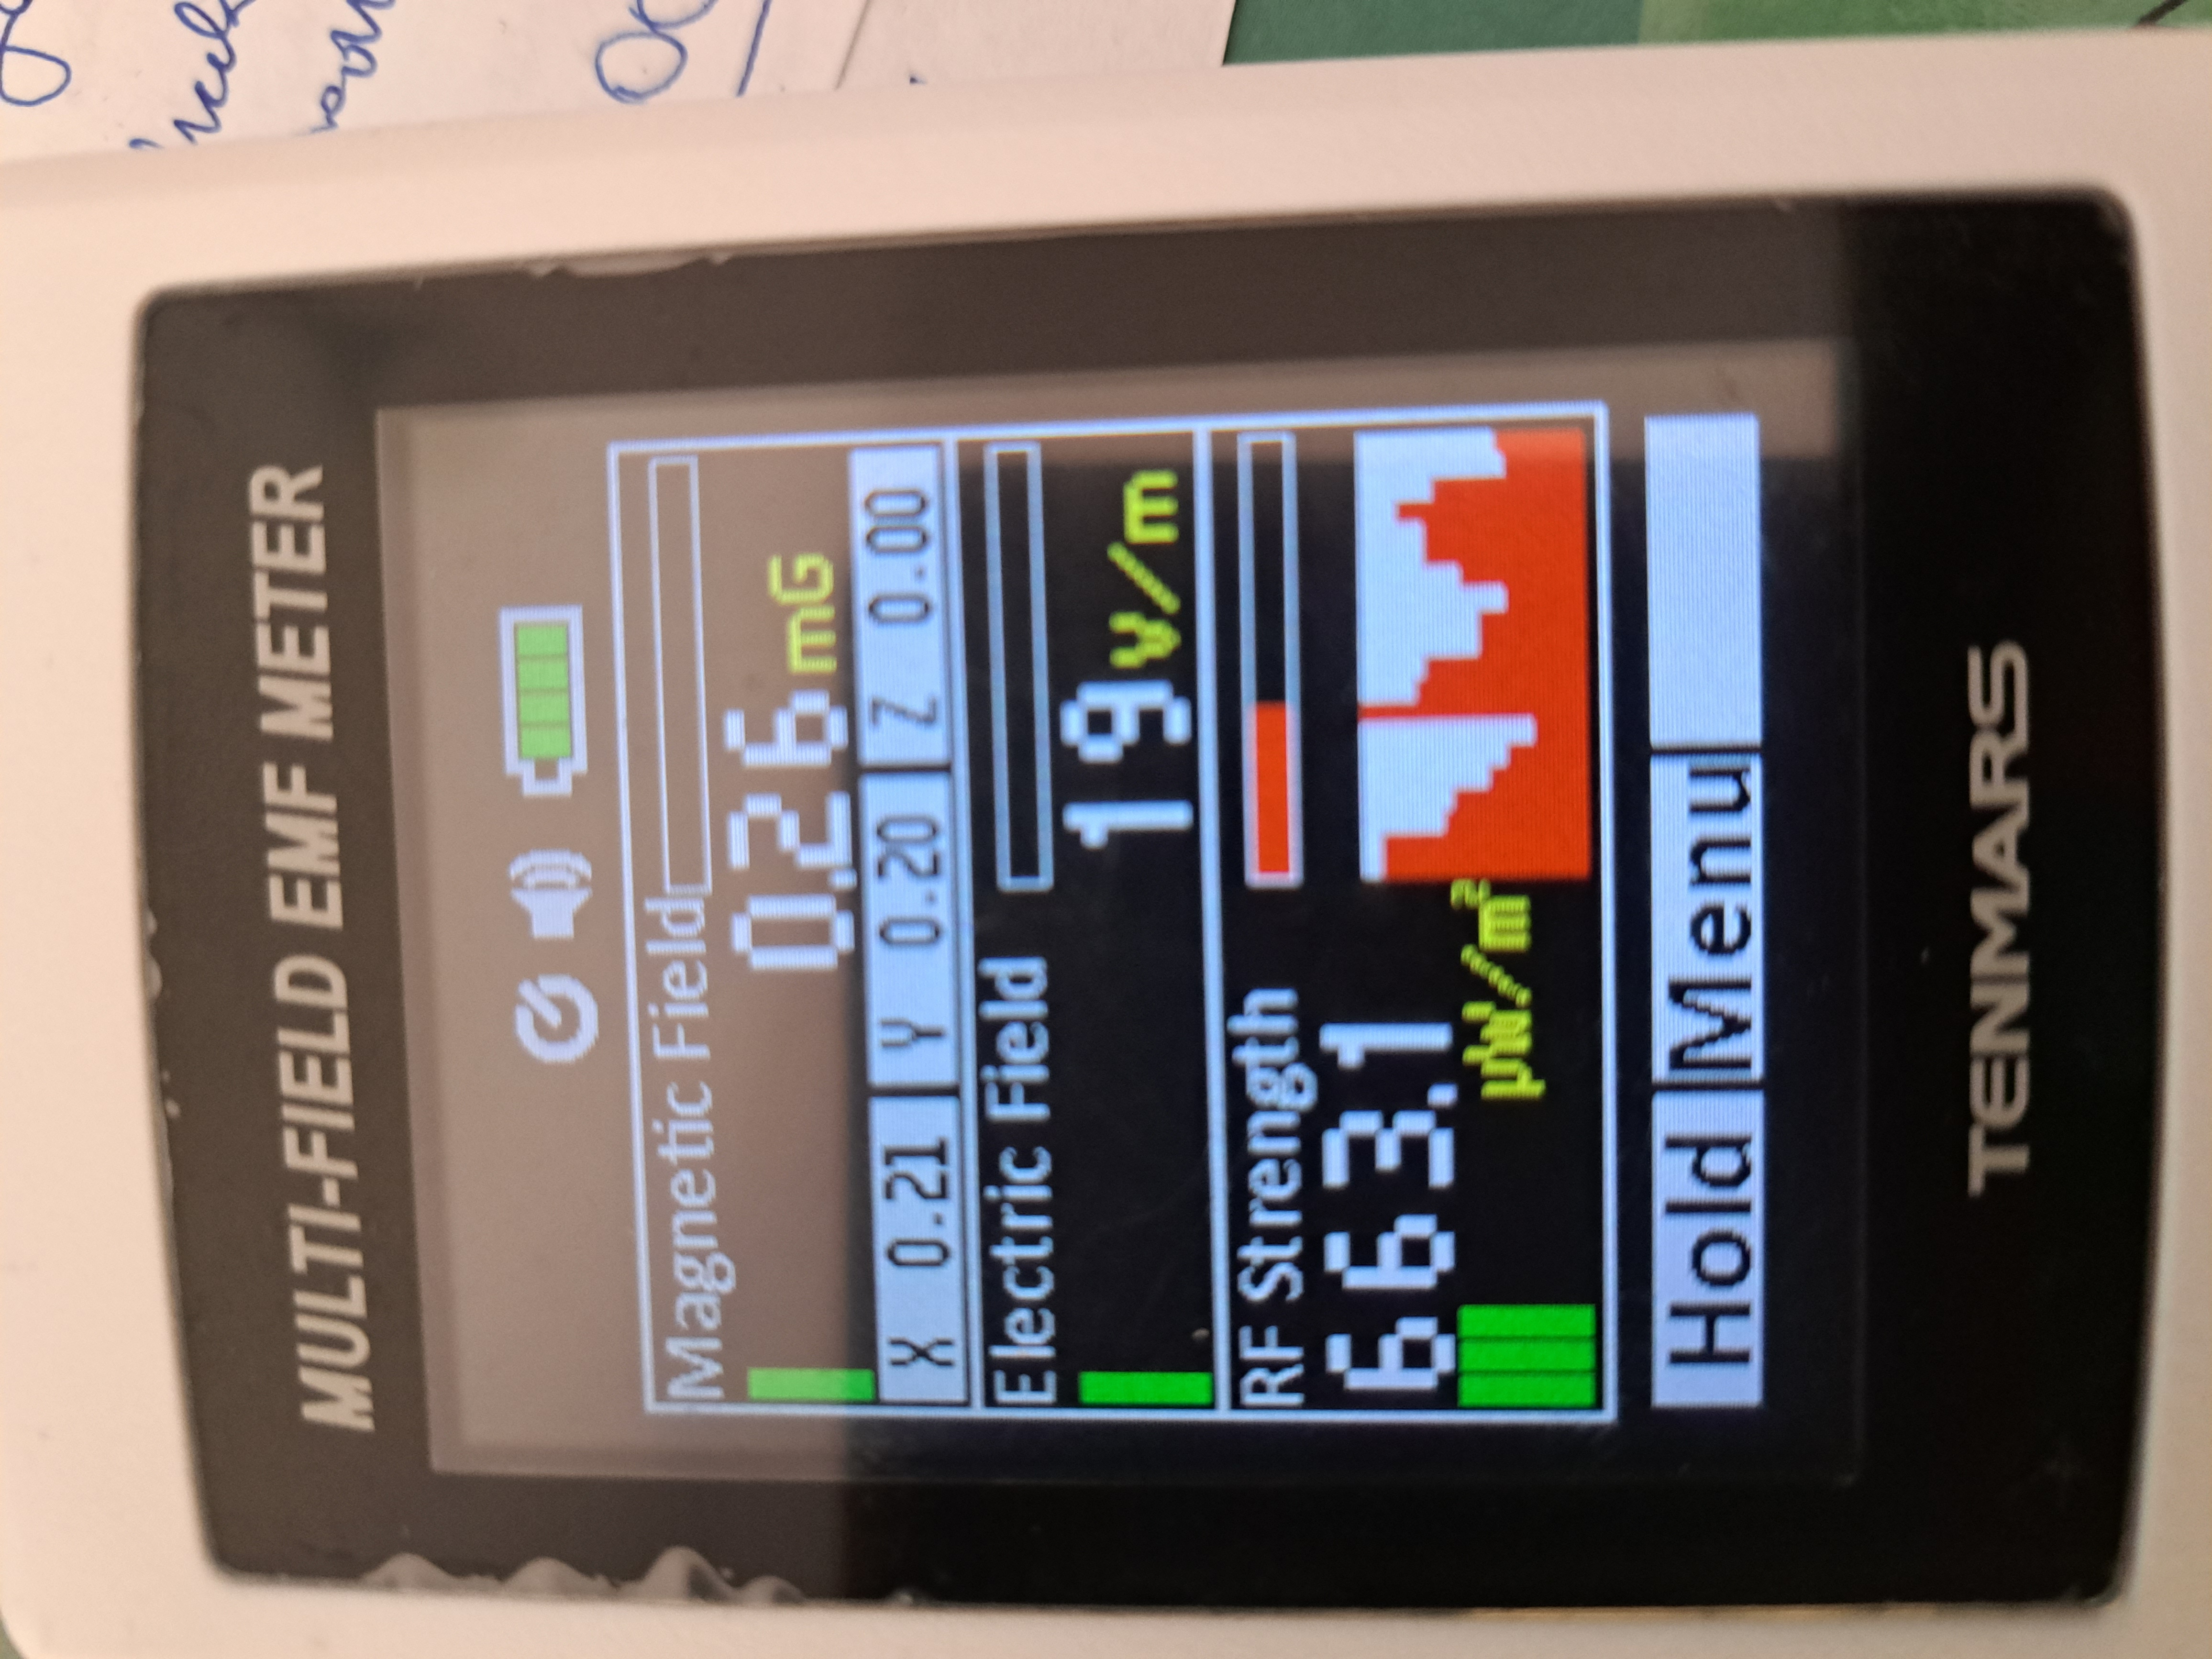 MULTI-FIELD EMF METER
Magnetic Field
0.26 mG
X 0.21 Y 0.20 Z 0.00
Electric Field
19 V/m
RF Strength
663.1
µW/m²
Hold Menu
TENMARS